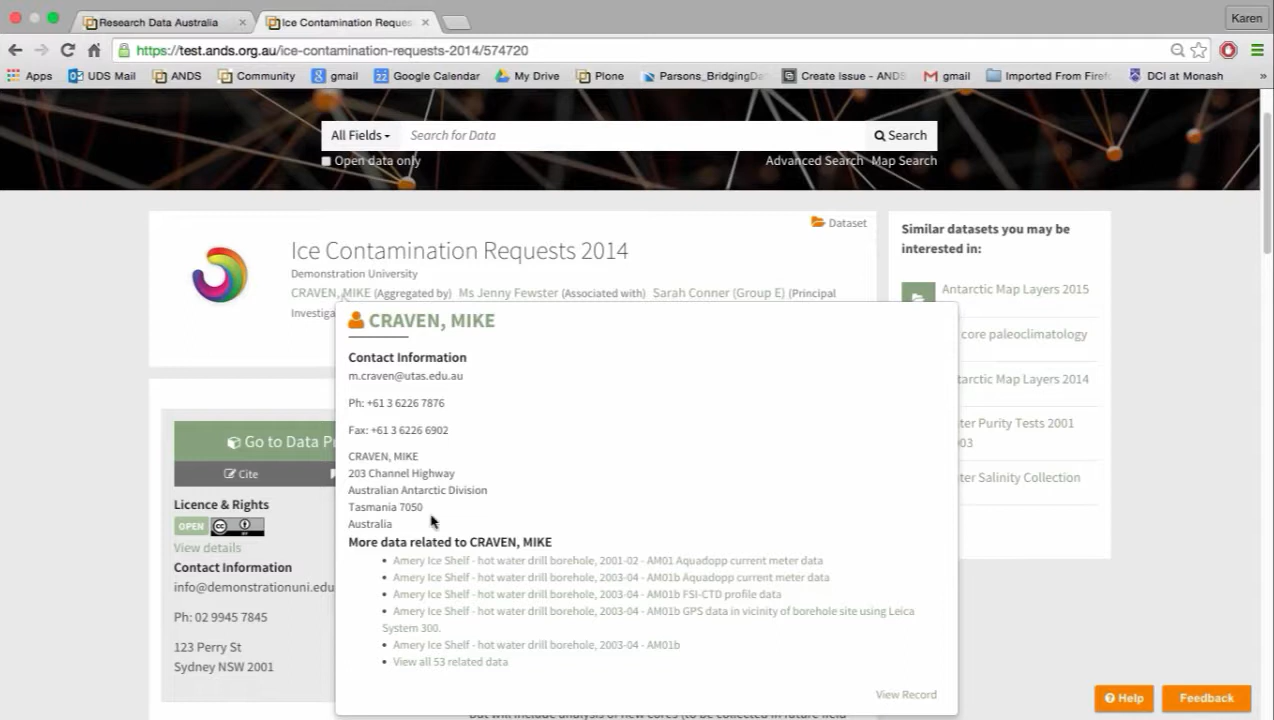 Research Data Australia
Ice Contamination Reques
Karen
https://test.ands.org.au/ice-contamination-requests-2014/574720
Apps UDS Mail ANDS Community gmail Google Calendar My Drive Plone Parsons_BridgingDa Create Issue - ANDS gmail Imported From Firef DCI at Monash »
All Fields Search for Data Search
Open data only Advanced Search Map Search
Dataset
Ice Contamination Requests 2014
Demonstration University
CRAVEN, MIKE (Aggregated by) Ms Jenny Fewster (Associated with) Sarah Conner (Group E) (Principal
Investiga
CRAVEN, MIKE
Contact Information
m.craven@utas.edu.au
Ph: +61 3 6226 7876
Fax: +61 3 6226 6902
CRAVEN, MIKE
203 Channel Highway
Australian Antarctic Division
Tasmania 7050
Australia
More data related to CRAVEN, MIKE
Amery Ice Shelf - hot water drill borehole, 2001-02 - AM01 Aquadopp current meter data
Amery Ice Shelf - hot water drill borehole, 2003-04 - AM01b Aquadopp current meter data
Amery Ice Shelf - hot water drill borehole, 2003-04 - AM01b FSI-CTD profile data
Amery Ice Shelf - hot water drill borehole, 2003-04 - AM01b GPS data in vicinity of borehole site using Leica
System 300.
Amery Ice Shelf - hot water drill borehole, 2003-04 - AM01b
View all 53 related data
View Record
Go to Data P
Cite
Licence & Rights
OPEN cc
View details
Contact Information
info@demonstrationuni.edu
Ph: 02 9945 7845
123 Perry St
Sydney NSW 2001
Similar datasets you may be
interested in:
Antarctic Map Layers 2015
core paleoclimatology
tarctic Map Layers 2014
ter Purity Tests 2001
003
ter Salinity Collection
Help Feedback